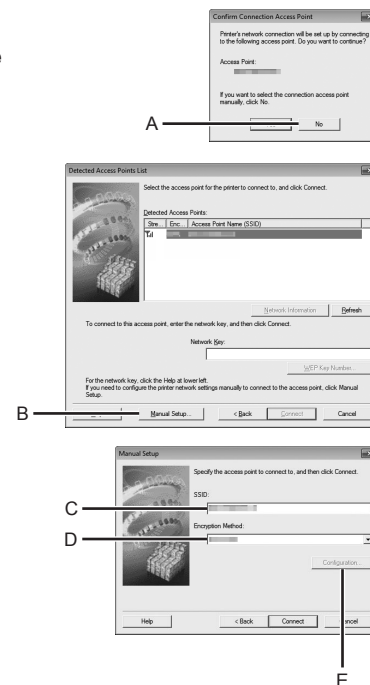 e
Confirm Connection Access Point
Printer's network connection will be set up by connecting
to the following access point. Do you want to continue?
Access Point:
If you want to select the connection access point
manually, click No.
A
No
Detected Access Points List
Select the access point for the printer to connect to, and click Connect.
Detected Access Points:
Stre... Enc... Access Point Name (SSID)
Network Information Refresh
To connect to this access point, enter the network key, and then click Connect.
Network Key:
WEP Key Number...
For the network key, click the Help at lower left.
If you need to configure the printer network settings manually to connect to the access point, click Manual
Setup.
B
Manual Setup... < Back Connect Cancel
Manual Setup
Specify the access point to connect to, and then click Connect.
SSID:
C
Encryption Method:
D
Configuration...
Help < Back Connect
E